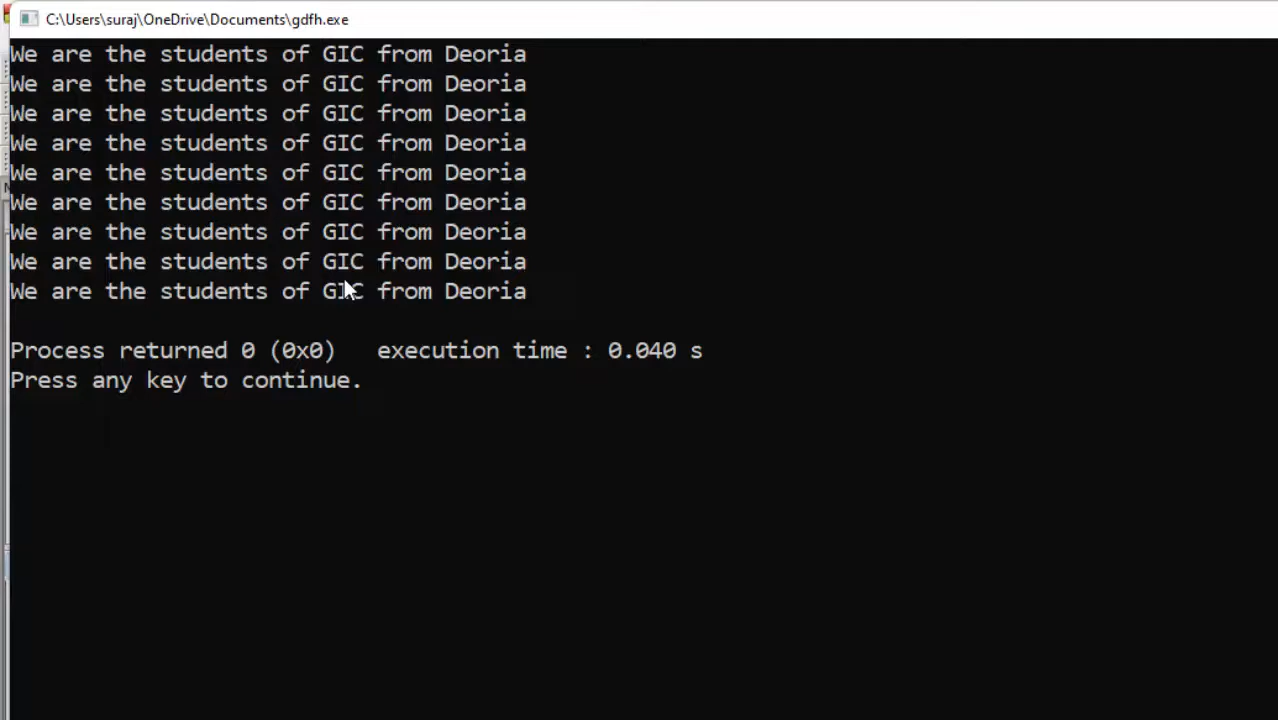 C:\Users\suraj\OneDrive\Documents\gdfh.exe
We are the students of GIC from Deoria
We are the students of GIC from Deoria
We are the students of GIC from Deoria
We are the students of GIC from Deoria
We are the students of GIC from Deoria
We are the students of GIC from Deoria
We are the students of GIC from Deoria
We are the students of GIC from Deoria
We are the students of GIC from Deoria
Process returned 0 (0x0)   execution time : 0.040 s
Press any key to continue.